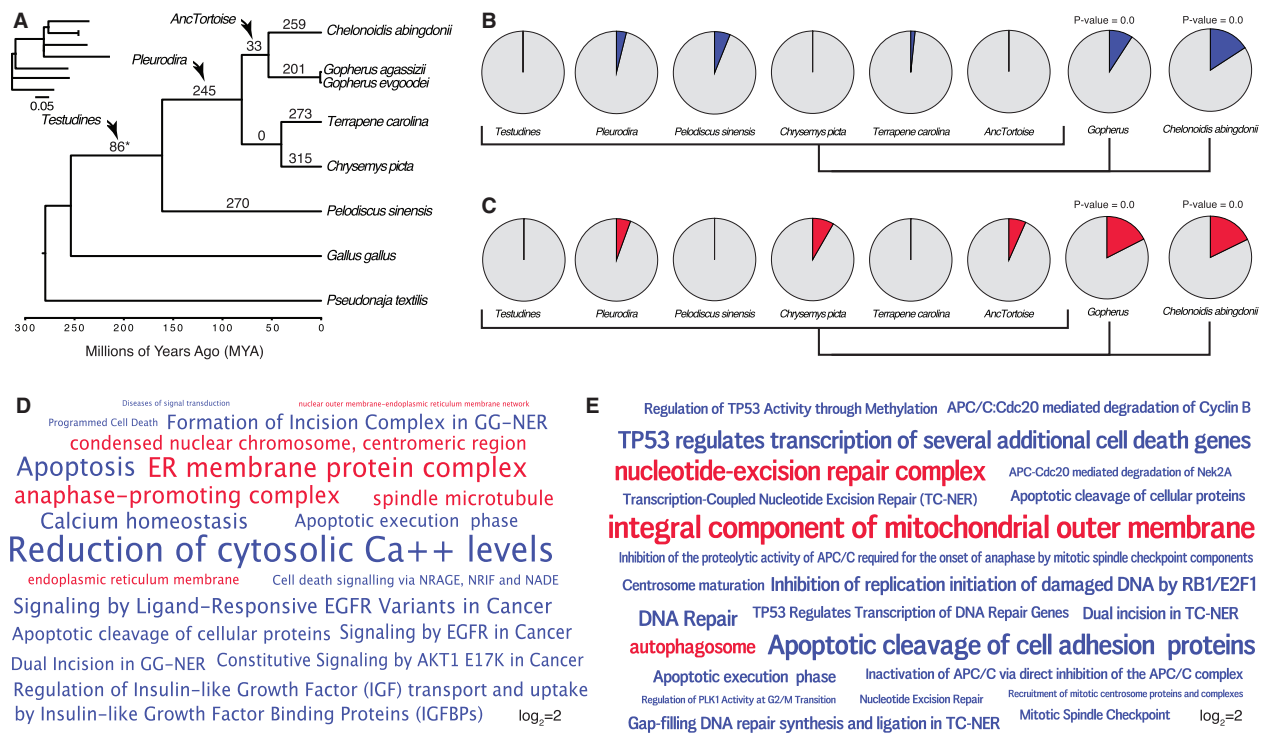 A
AncTortoise
259
Chelonoidis abingdonii
33
Pleurodira
201
Gopherus agassizii
Gopherus evgoodei
245
0.05
Testudines
273
Terrapene carolina
0
86*
315
Chrysemys picta
270
Pelodiscus sinensis
Gallus gallus
Pseudonaja textilis
300 250 200 150 100 50 0
Millions of Years Ago (MYA)
B
P-value = 0.0 P-value = 0.0
Testudines Pleurodira Pelodiscus sinensis Chrysemys picta Terrapene carolina AncTortoise Gopherus Chelonoidis abingdonii
C
P-value = 0.0 P-value = 0.0
Testudines Pleurodira Pelodiscus sinensis Chrysemys picta Terrapene carolina AncTortoise Gopherus Chelonoidis abingdonii
D
Diseases of signal transduction nuclear outer membrane-endoplasmic reticulum membrane network
Programmed Cell Death Formation of Incision Complex in GG-NER
condensed nuclear chromosome, centromeric region
Apoptosis ER membrane protein complex
anaphase-promoting complex spindle microtubule
Calcium homeostasis Apoptotic execution phase
Reduction of cytosolic Ca++ levels
endoplasmic reticulum membrane Cell death signalling via NRAGE, NRIF and NADE
Signaling by Ligand-Responsive EGFR Variants in Cancer
Apoptotic cleavage of cellular proteins Signaling by EGFR in Cancer
Dual Incision in GG-NER Constitutive Signaling by AKT1 E17K in Cancer
Regulation of Insulin-like Growth Factor (IGF) transport and uptake
by Insulin-like Growth Factor Binding Proteins (IGFBPs) log2=2
E
Regulation of TP53 Activity through Methylation APC/C:Cdc20 mediated degradation of Cyclin B
TP53 regulates transcription of several additional cell death genes
nucleotide-excision repair complex APC-Cdc20 mediated degradation of Nek2A
Transcription-Coupled Nucleotide Excision Repair (TC-NER) Apoptotic cleavage of cellular proteins
integral component of mitochondrial outer membrane
Inhibition of the proteolytic activity of APC/C required for the onset of anaphase by mitotic spindle checkpoint components
Centrosome maturation Inhibition of replication initiation of damaged DNA by RB1/E2F1
DNA Repair TP53 Regulates Transcription of DNA Repair Genes Dual incision in TC-NER
autophagosome Apoptotic cleavage of cell adhesion proteins
Apoptotic execution phase Inactivation of APC/C via direct inhibition of the APC/C complex
Regulation of PLK1 Activity at G2/M Transition Nucleotide Excision Repair Recruitment of mitotic centrosome proteins and complexes
Gap-filling DNA repair synthesis and ligation in TC-NER Mitotic Spindle Checkpoint log2=2